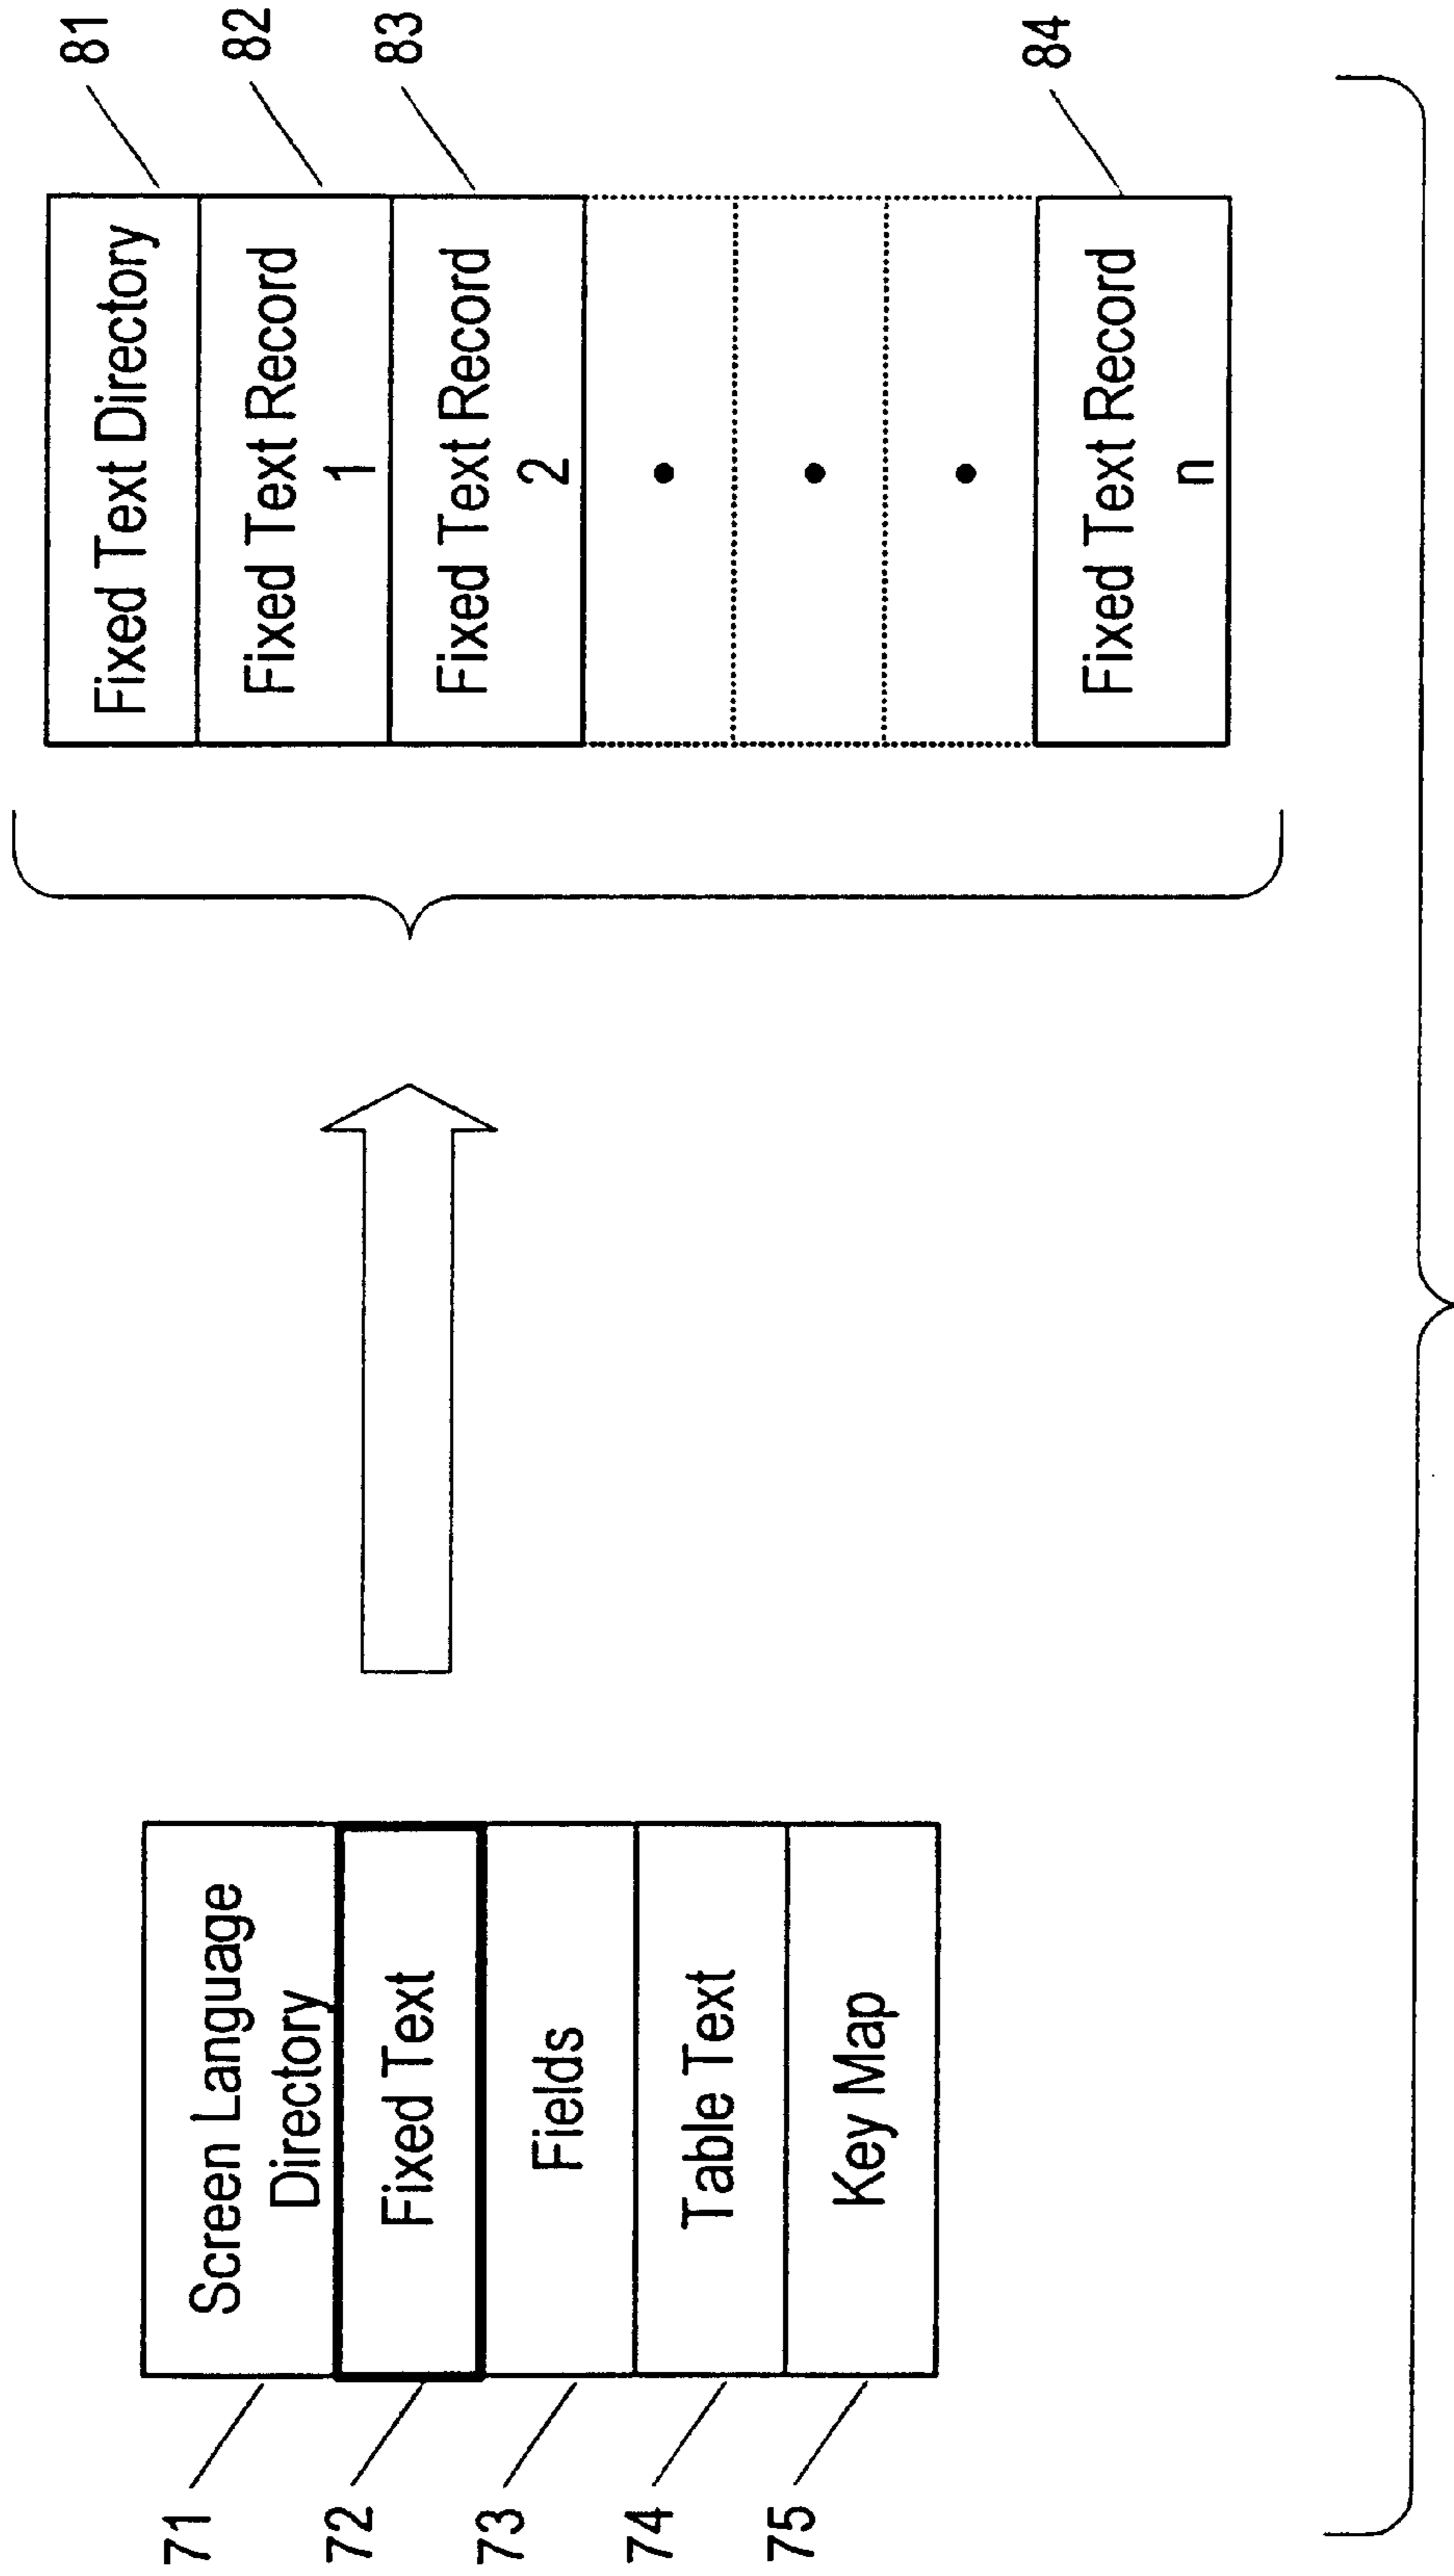 71
Screen Language
Directory
72
Fixed Text
73
Fields
74
Table Text
75
Key Map
Fixed Text Directory
81
Fixed Text Record
1
82
Fixed Text Record
2
83
Fixed Text Record
n
84